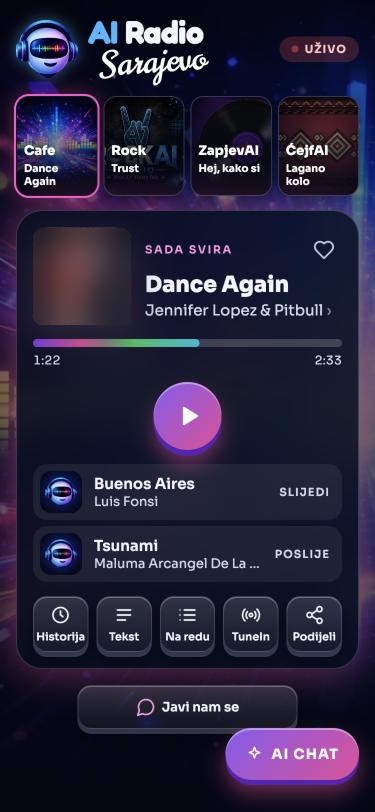 AI Radio
Sarajevo
UŽIVO
Cafe
Dance
Again
Rock
Trust
ZapjevAI
Hej, kako si
ĆejfAI
Lagano
kolo
SADA SVIRA
Dance Again
Jennifer Lopez & Pitbull ›
1:22
2:33
Buenos Aires
Luis Fonsi
SLIJEDI
Tsunami
Maluma Arcangel De La ...
POSLIJE
Historija
Tekst
Na redu
TuneIn
Podijeli
Javi nam se
AI CHAT